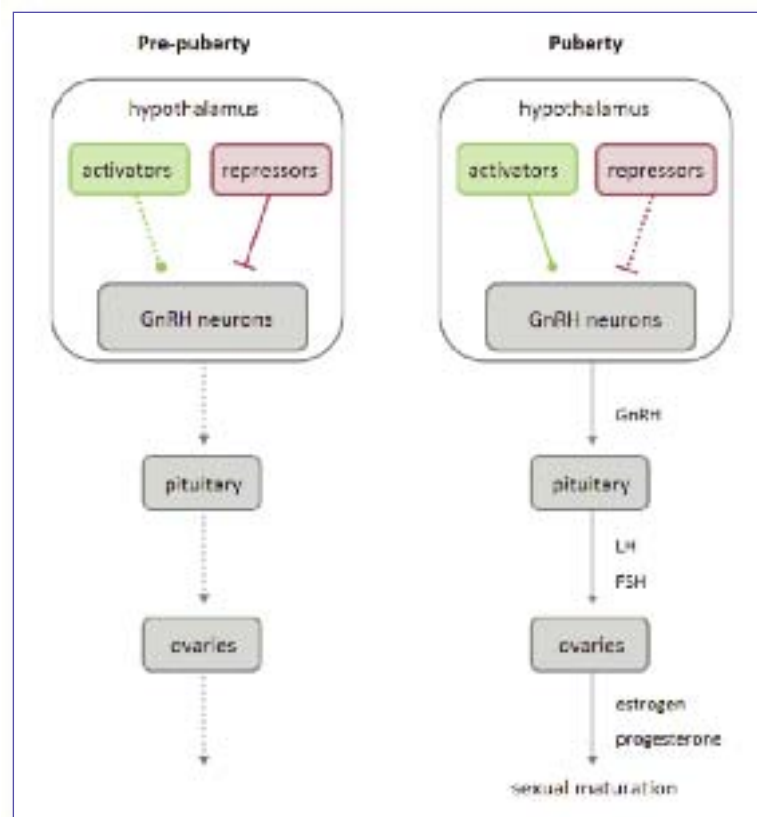 Pre-puberty
hypothalamus
activators repressors
GnRH neurons
pituitary
ovaries
Puberty
hypothalamus
activators repressors
GnRH neurons
GnRH
pituitary
LH
FSH
ovaries
estrogen
progesterone
sexual maturation